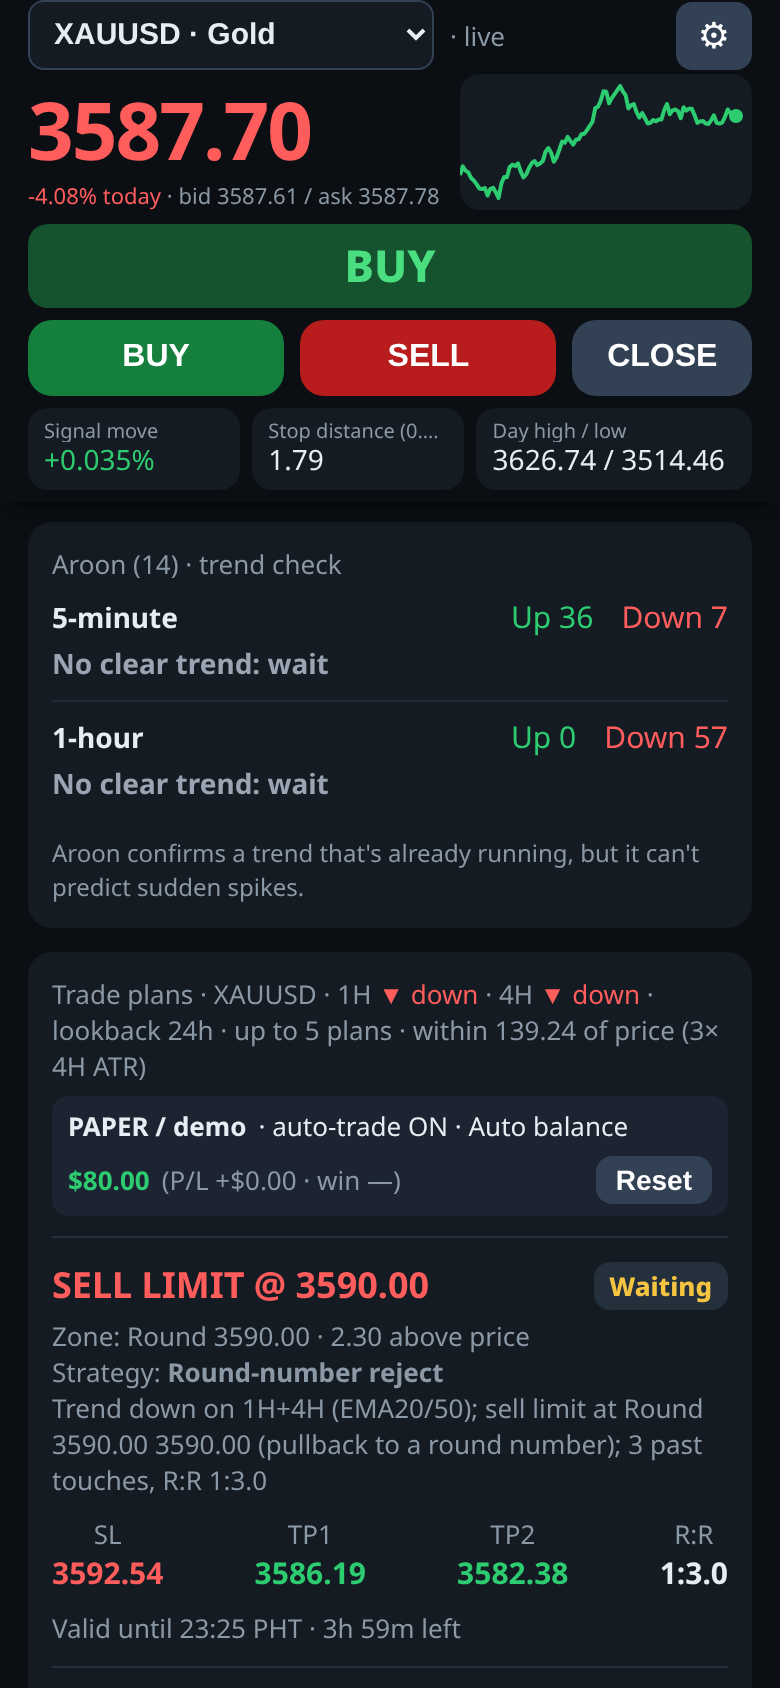 XAUUSD · Gold
· live
3587.70
-4.08% today · bid 3587.61 / ask 3587.78
BUY
BUY
SELL
CLOSE
Signal move
+0.035%
Stop distance (0....
1.79
Day high / low
3626.74 / 3514.46
Aroon (14) · trend check
5-minute Up 36 Down 7
No clear trend: wait
1-hour Up 0 Down 57
No clear trend: wait
Aroon confirms a trend that's already running, but it can't
predict sudden spikes.
Trade plans · XAUUSD · 1H ▼ down · 4H ▼ down ·
lookback 24h · up to 5 plans · within 139.24 of price (3×
4H ATR)
PAPER / demo · auto-trade ON · Auto balance
$80.00 (P/L +$0.00 · win —)
Reset
SELL LIMIT @ 3590.00
Waiting
Zone: Round 3590.00 · 2.30 above price
Strategy: Round-number reject
Trend down on 1H+4H (EMA20/50); sell limit at Round
3590.00 3590.00 (pullback to a round number); 3 past
touches, R:R 1:3.0
SL TP1 TP2 R:R
3592.54 3586.19 3582.38 1:3.0
Valid until 23:25 PHT · 3h 59m left